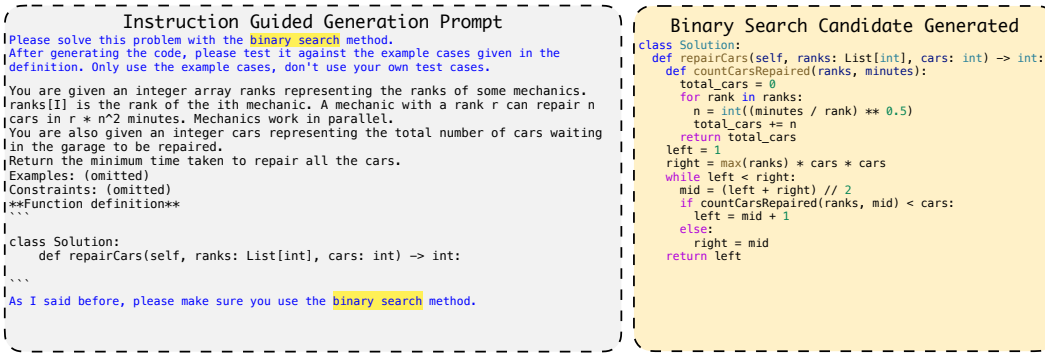 Instruction Guided Generation Prompt
Please solve this problem with the binary search method.
After generating the code, please test it against the example cases given in the
definition. Only use the example cases, don't use your own test cases.
You are given an integer array ranks representing the ranks of some mechanics.
ranks[I] is the rank of the ith mechanic. A mechanic with a rank r can repair n
cars in r * n^2 minutes. Mechanics work in parallel.
You are also given an integer cars representing the total number of cars waiting
in the garage to be repaired.
Return the minimum time taken to repair all the cars.
Examples: (omitted)
Constraints: (omitted)
**Function definition**
```
class Solution:
    def repairCars(self, ranks: List[int], cars: int) -> int:
```
As I said before, please make sure you use the binary search method.
Binary Search Candidate Generated
class Solution:
  def repairCars(self, ranks: List[int], cars: int) -> int:
    def countCarsRepaired(ranks, minutes):
      total_cars = 0
      for rank in ranks:
        n = int((minutes / rank) ** 0.5)
        total_cars += n
      return total_cars
    left = 1
    right = max(ranks) * cars * cars
    while left < right:
      mid = (left + right) // 2
      if countCarsRepaired(ranks, mid) < cars:
        left = mid + 1
      else:
        right = mid
    return left